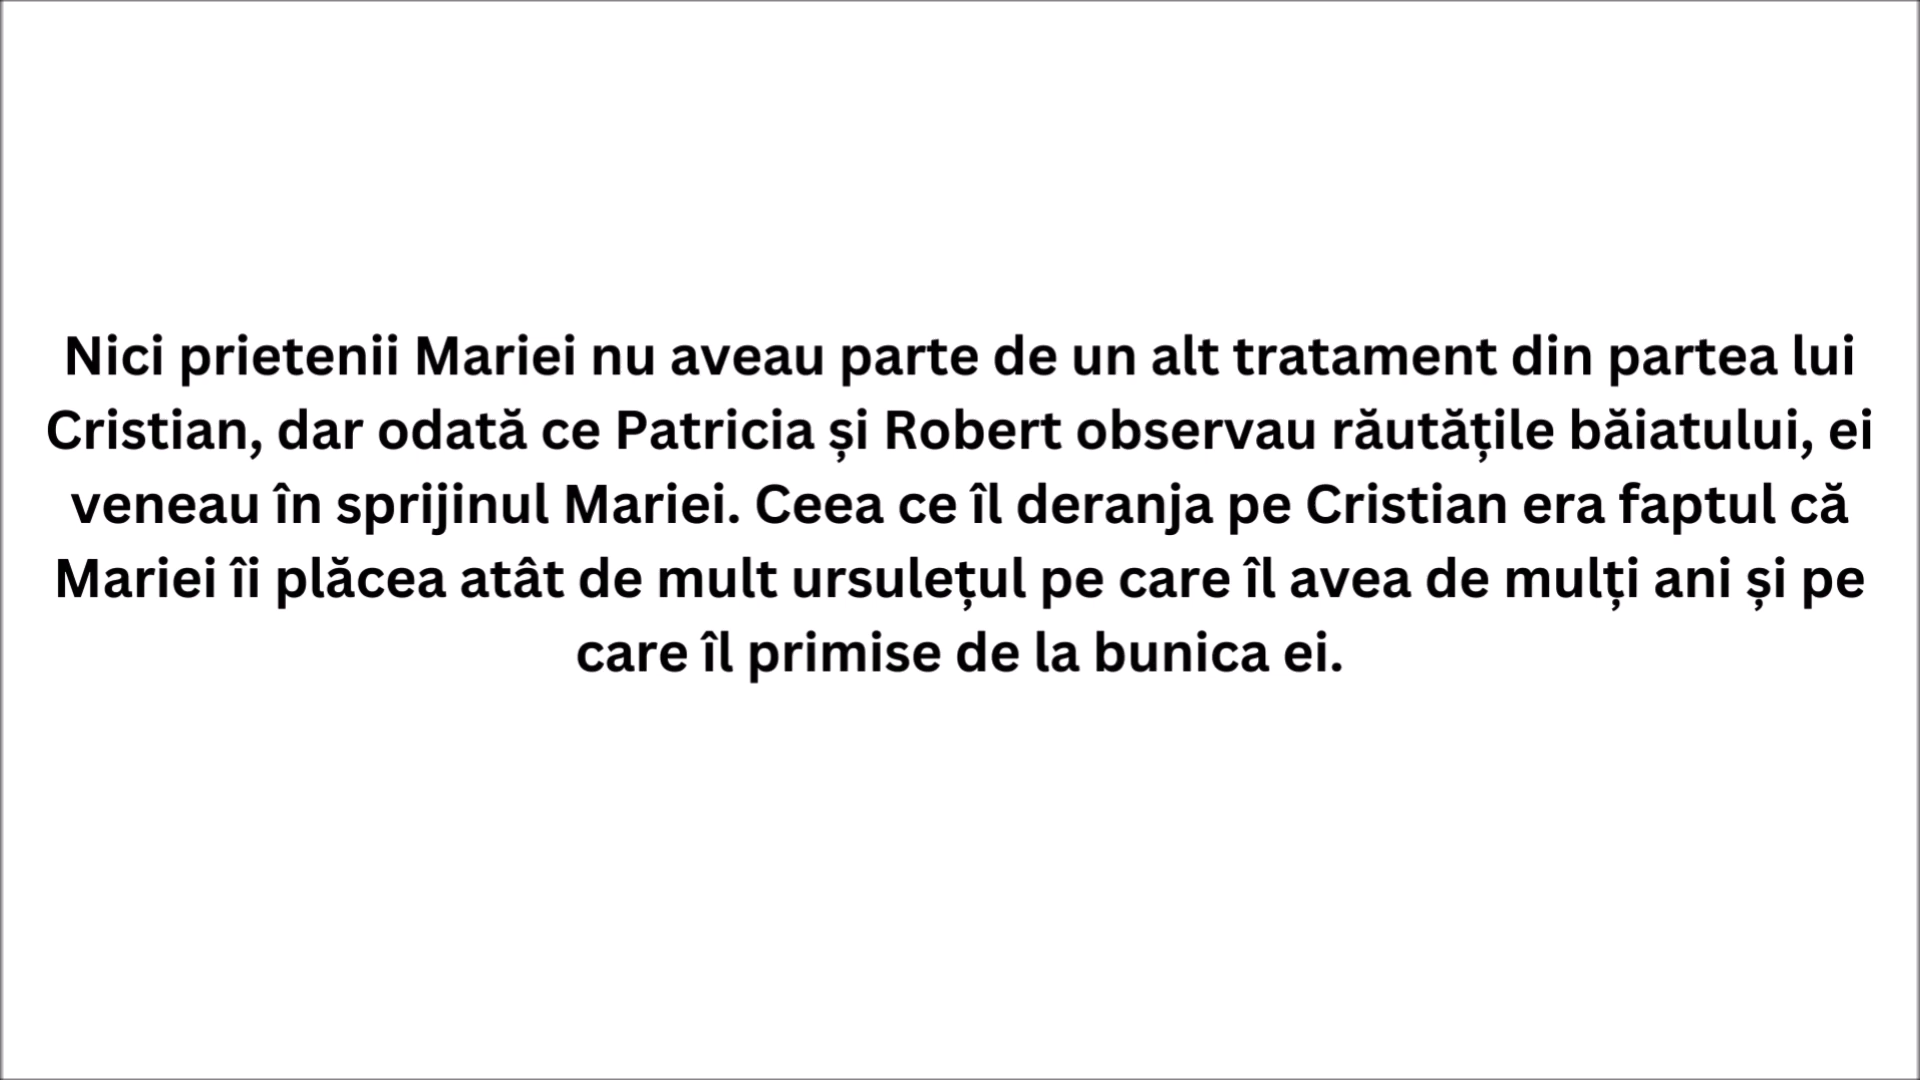 Nici prietenii Mariei nu aveau parte de un alt tratament din partea lui
Cristian, dar odată ce Patricia și Robert observau răutățile băiatului, ei
veneau în sprijinul Mariei. Ceea ce îl deranja pe Cristian era faptul că
Mariei îi plăcea atât de mult ursulețul pe care îl avea de mulți ani și pe
care îl primise de la bunica ei.